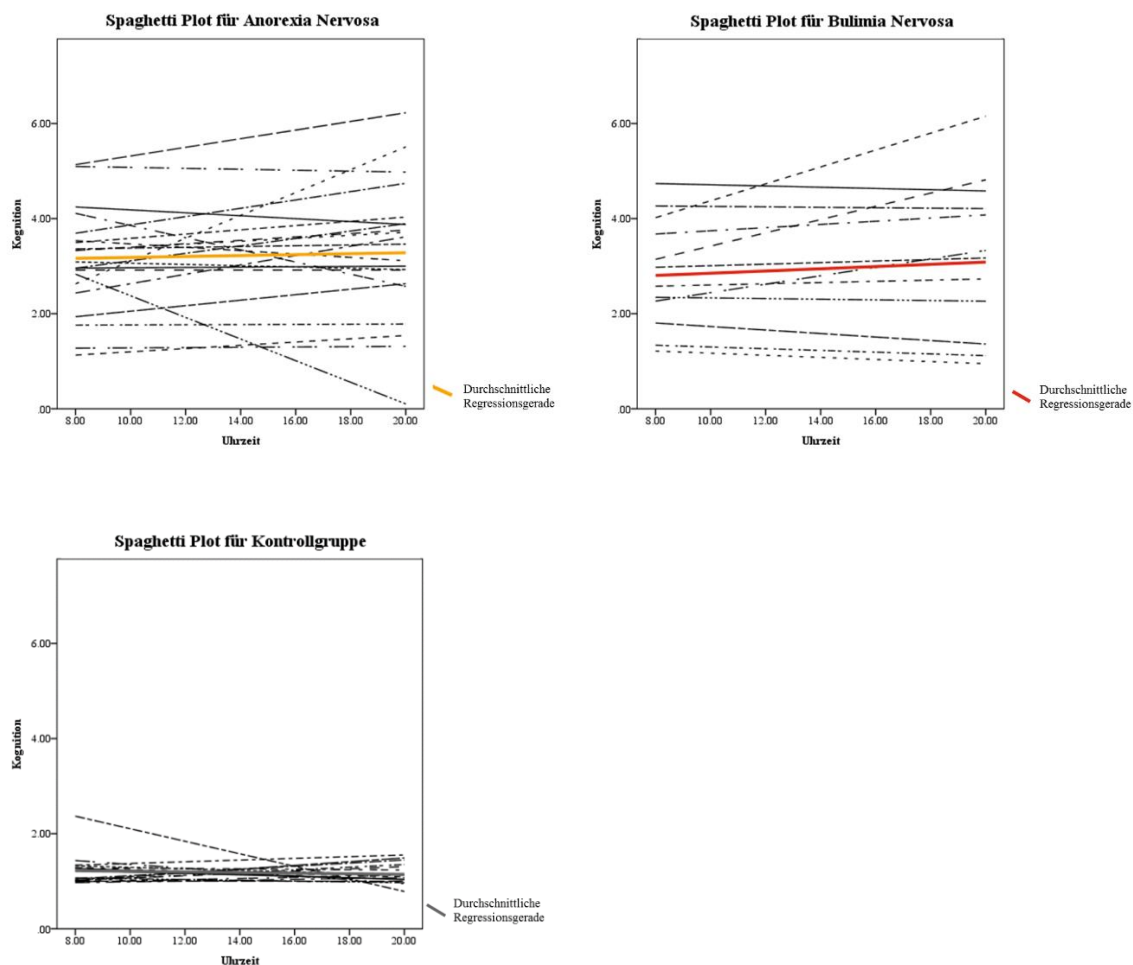 Spaghetti Plot für Anorexia Nervosa
Kognition
6.00
4.00
2.00
.00
8.00 10.00 12.00 14.00 16.00 18.00 20.00
Uhrzeit
Durchschnittliche
Regressionsgerade
Spaghetti Plot für Bulimia Nervosa
Kognition
6.00
4.00
2.00
.00
8.00 10.00 12.00 14.00 16.00 18.00 20.00
Uhrzeit
Durchschnittliche
Regressionsgerade
Spaghetti Plot für Kontrollgruppe
Kognition
6.00
4.00
2.00
.00
8.00 10.00 12.00 14.00 16.00 18.00 20.00
Uhrzeit
Durchschnittliche
Regressionsgerade